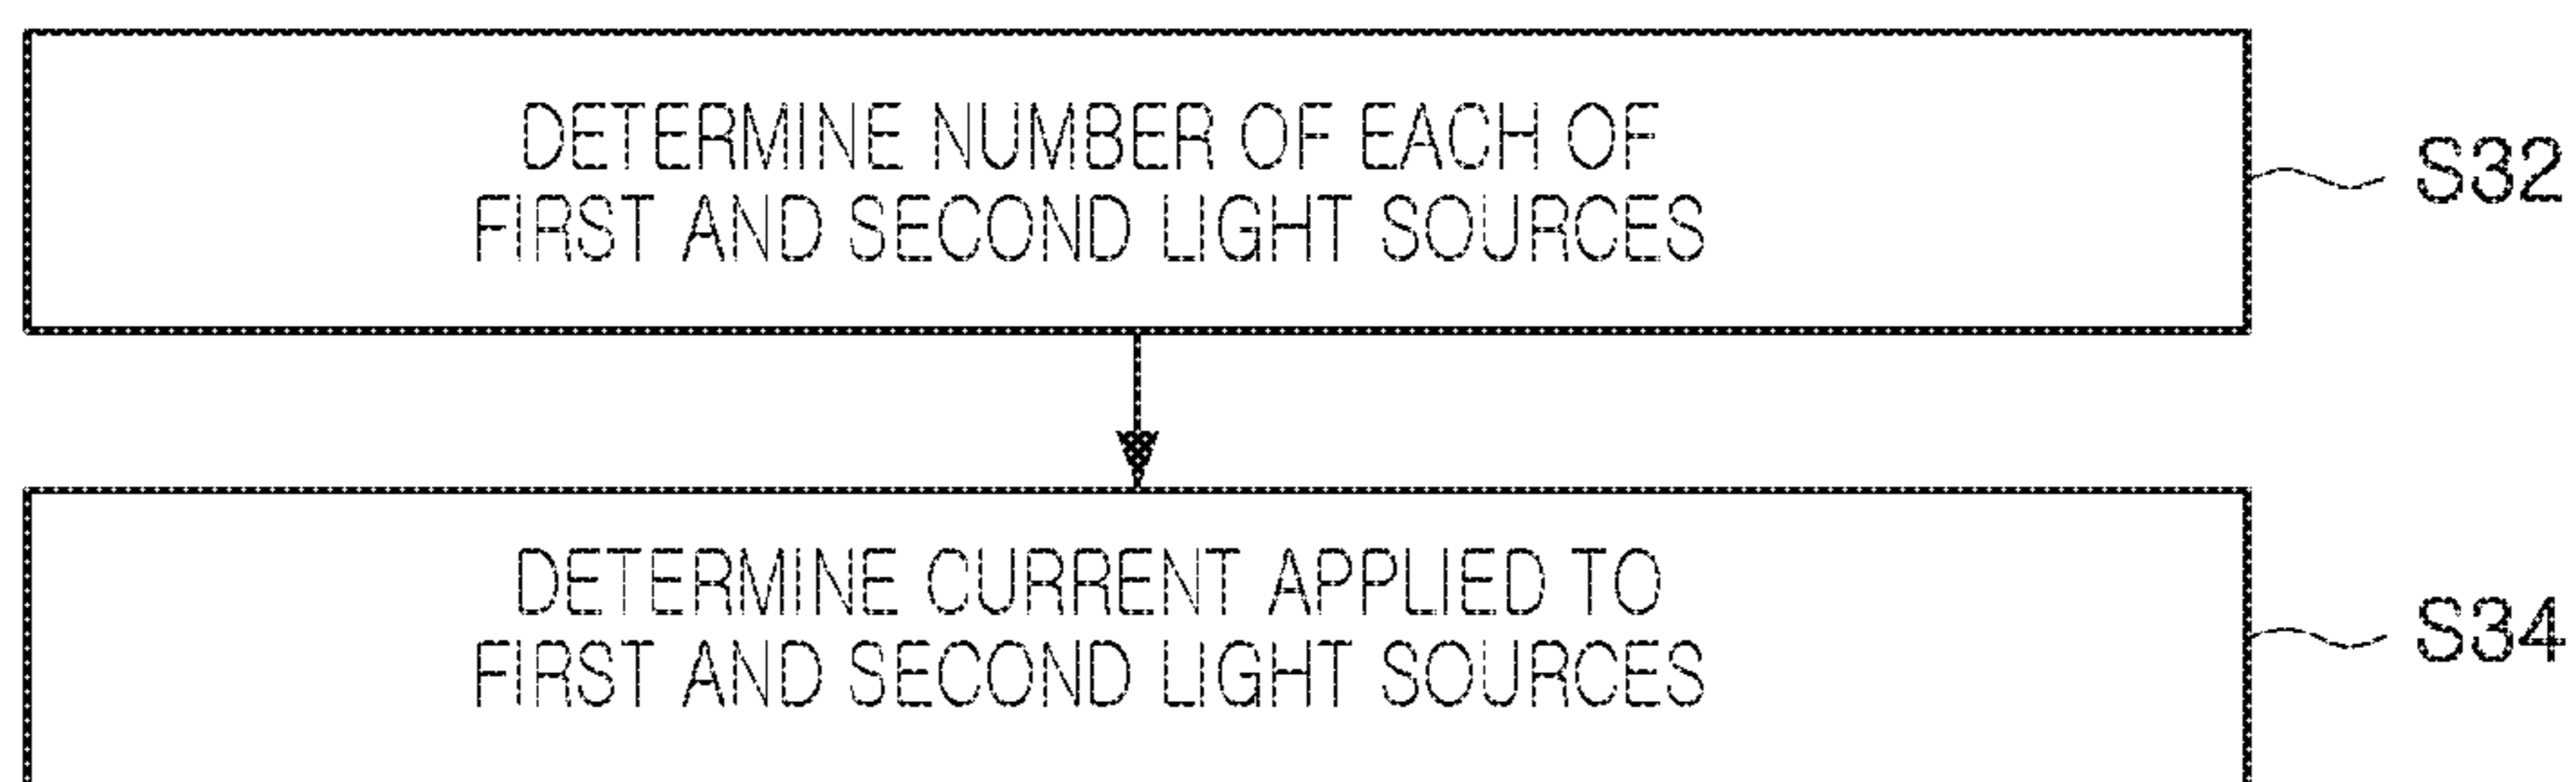 DETERMINE NUMBER OF EACH OF
FIRST AND SECOND LIGHT SOURCES
S32
DETERMINE CURRENT APPLIED TO
FIRST AND SECOND LIGHT SOURCES
S34